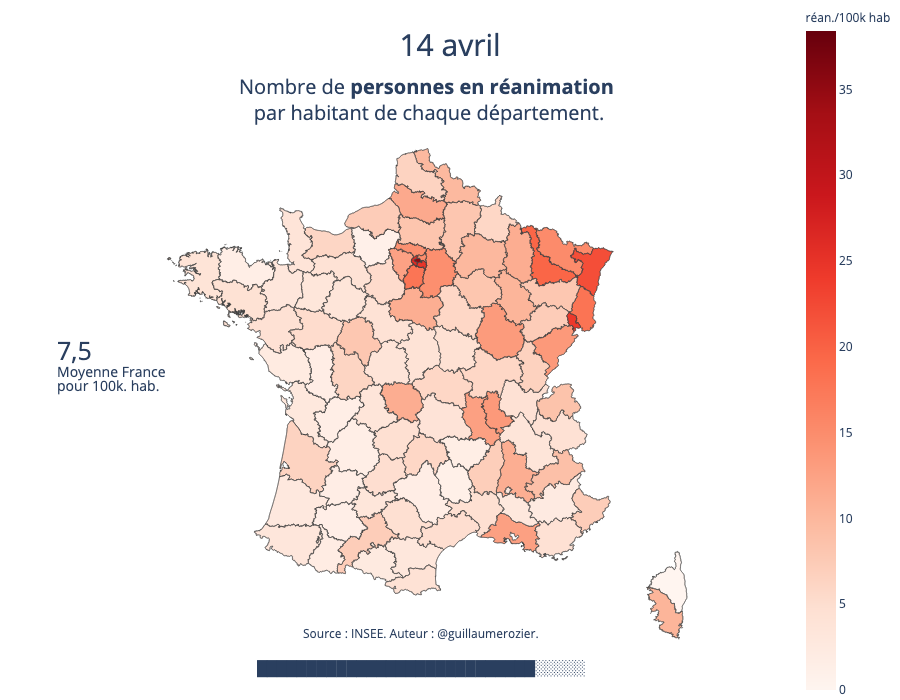 14 avril
Nombre de personnes en réanimation
par habitant de chaque département.
réan./100k hab
35
30
25
20
15
10
5
0
7,5
Moyenne France
pour 100k. hab.
Source : INSEE. Auteur : @guillaumerozier.